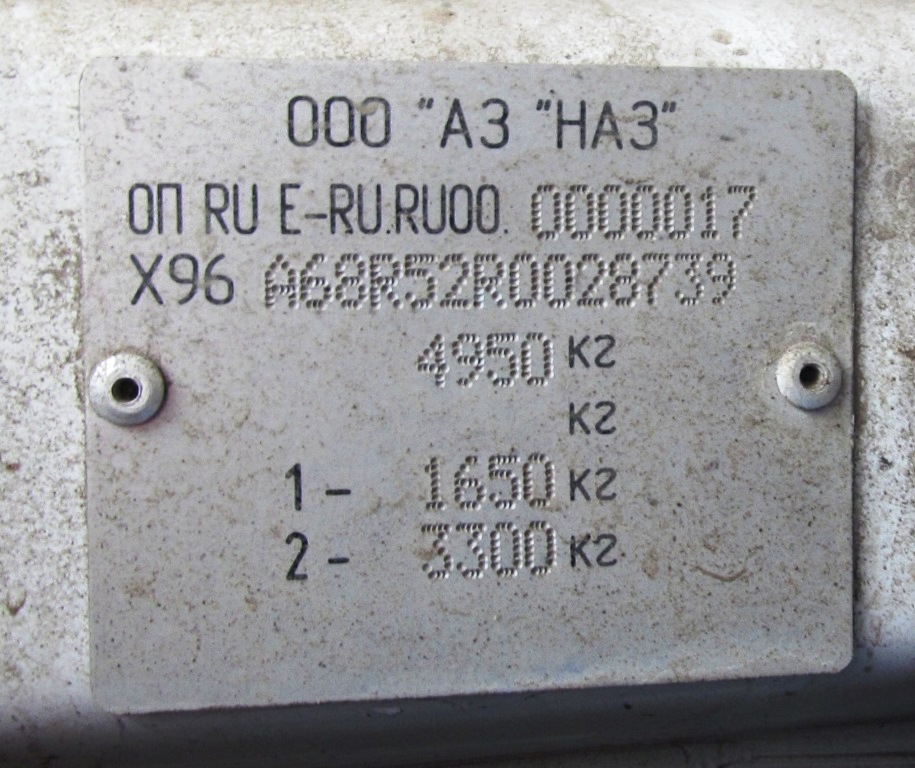 ООО "АЗ "НАЗ"
ОП RU E-RU.RU00. 0000017
X96 A68R52R0028739
4950 кг
кг
1 - 1650 кг
2 - 3300 кг